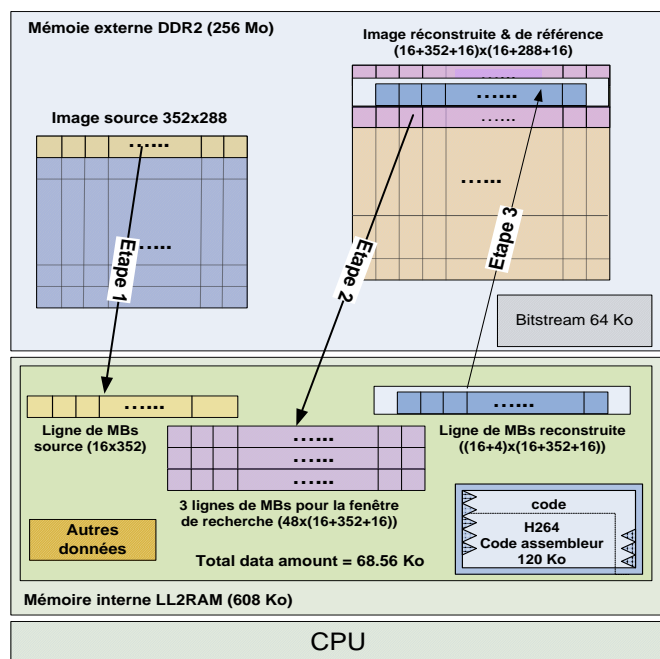 Mémoie externe DDR2 (256 Mo)
Image réconstruite & de référence
(16+352+16)x(16+288+16)
Image source 352x288
Etape 1
Etape 2
Etape 3
Bitstream 64 Ko
Ligne de MBs
source (16x352)
Ligne de MBs reconstruite
((16+4)x(16+352+16))
3 lignes de MBs pour la fenêtre
de recherche (48x(16+352+16))
Autres
données
code
H264
Code assembleur
120 Ko
Total data amount = 68.56 Ko
Mémoire interne LL2RAM (608 Ko)
CPU